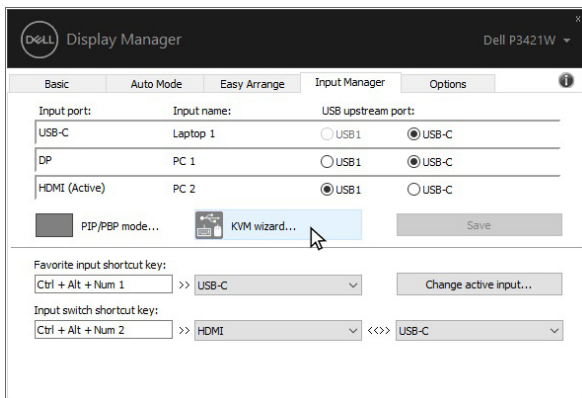 DELL Display Manager Dell P3421W
x
Basic Auto Mode Easy Arrange Input Manager Options i
Input port: Input name: USB upstream port:
USB-C Laptop 1 USB1 USB-C
DP PC 1 USB1 USB-C
HDMI (Active) PC 2 USB1 USB-C
PIP/PBP mode... KVM wizard... Save
Favorite input shortcut key:
Ctrl + Alt + Num 1 >> USB-C Change active input...
Input switch shortcut key:
Ctrl + Alt + Num 2 >> HDMI <<>> USB-C